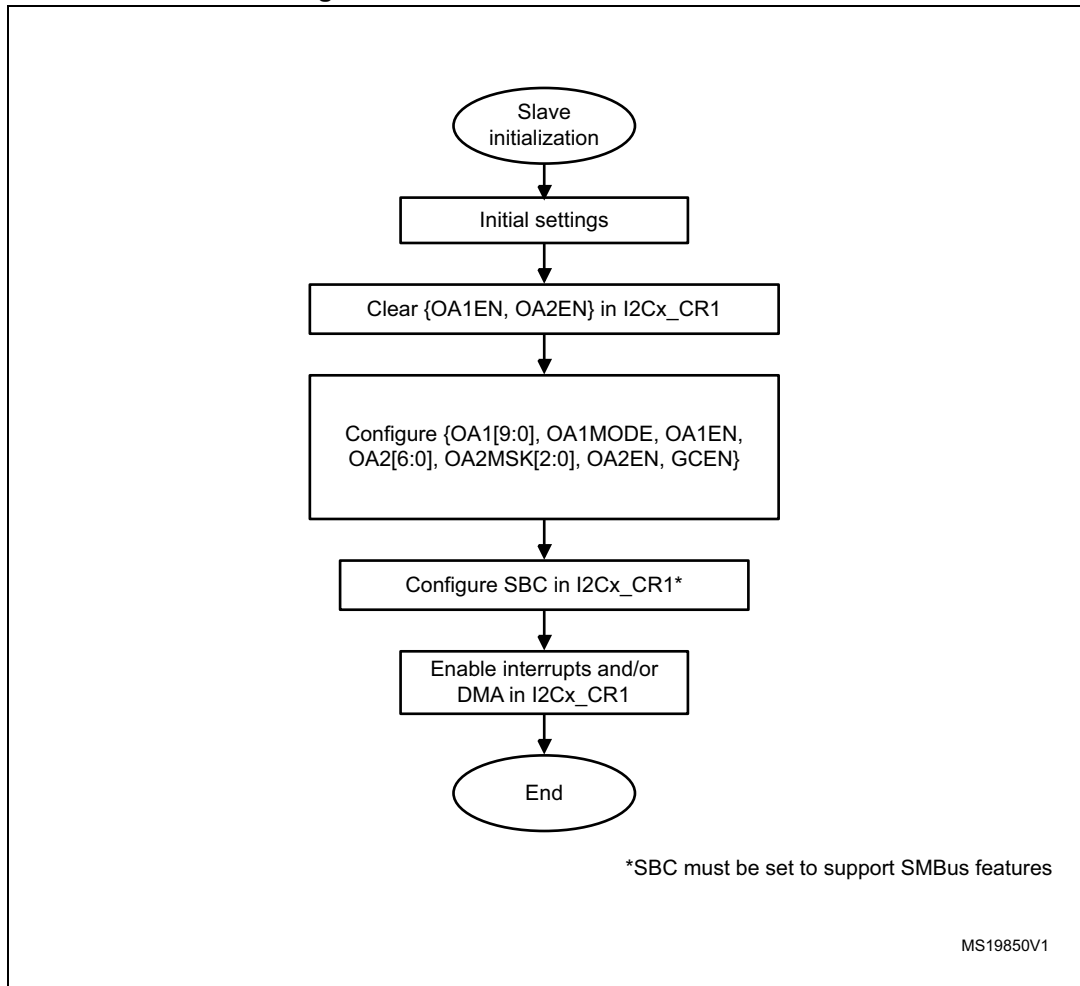 Slave
initialization
Initial settings
Clear {OA1EN, OA2EN} in I2Cx_CR1
Configure {OA1[9:0], OA1MODE, OA1EN,
OA2[6:0], OA2MSK[2:0], OA2EN, GCEN}
Configure SBC in I2Cx_CR1*
Enable interrupts and/or
DMA in I2Cx_CR1
End
*SBC must be set to support SMBus features
MS19850V1